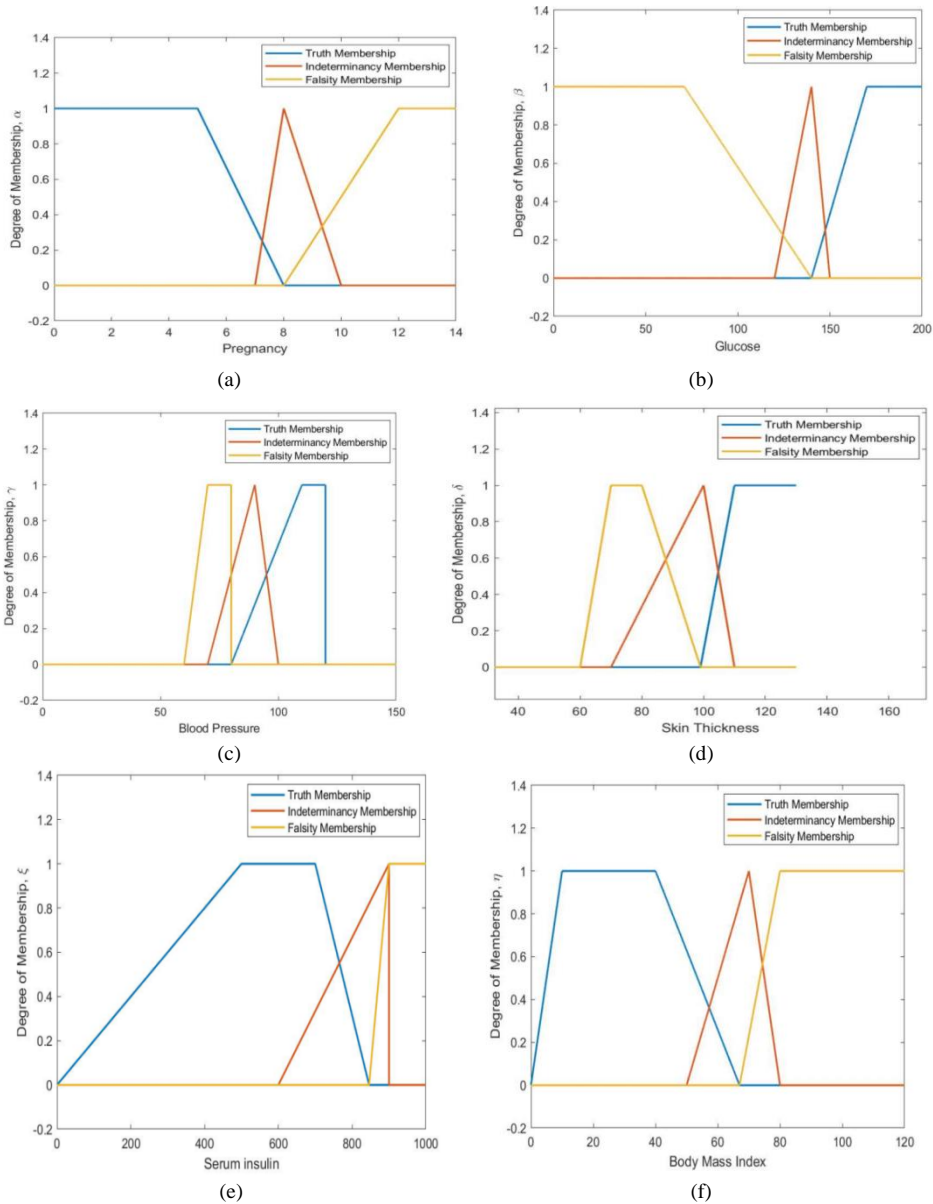 1.4
1.2
1
0.8
0.6
0.4
0.2
0
-0.2
Degree of Membership, α
Truth Membership
Indeterminancy Membership
Falsity Membership
0 2 4 6 8 10 12 14
Pregnancy
(a)
1.4
1.2
1
0.8
0.6
0.4
0.2
0
-0.2
Degree of Membership, β
Truth Membership
Indeterminancy Membership
Falsity Membership
0 50 100 150 200
Glucose
(b)
1.4
1.2
1
0.8
0.6
0.4
0.2
0
-0.2
Degree of Membership, γ
Truth Membership
Indeterminancy Membership
Falsity Membership
0 50 100 150
Blood Pressure
(c)
1.4
1.2
1
0.8
0.6
0.4
0.2
0
Degree of Membership, δ
Truth Membership
Indeterminancy Membership
Falsity Membership
40 60 80 100 120 140 160
Skin Thickness
(d)
1.4
1.2
1
0.8
0.6
0.4
0.2
0
-0.2
Degree of Membership, ξ
Truth Membership
Indeterminancy Membership
Falsity Membership
0 200 400 600 800 1000
Serum insulin
(e)
1.4
1.2
1
0.8
0.6
0.4
0.2
0
-0.2
Degree of Membership, η
Truth Membership
Indeterminancy Membership
Falsity Membership
0 20 40 60 80 100 120
Body Mass Index
(f)